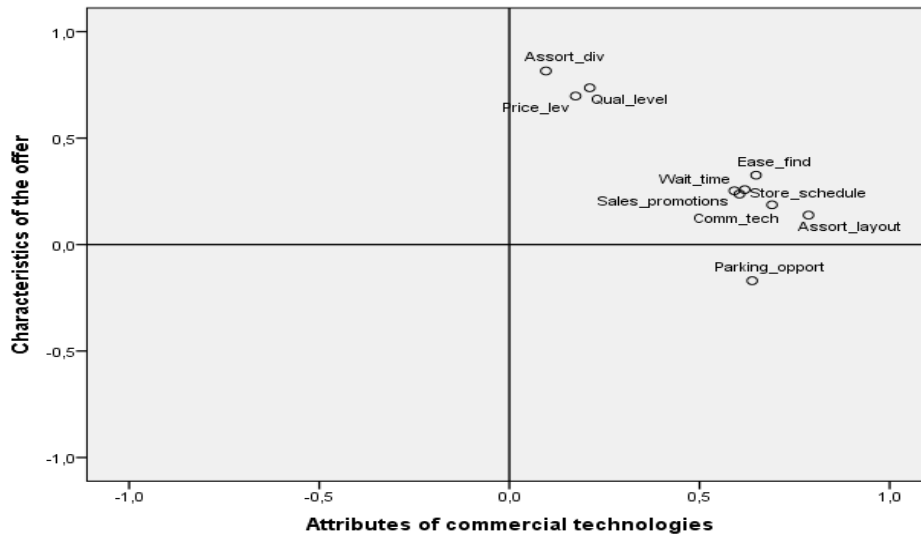 1,0
Assort_div
Price_lev
Qual_level
0,5
Ease_find
Wait_time
Store_schedule
Sales_promotions
Comm_tech
Assort_layout
0,0
Parking_opport
-0,5
-1,0
Characteristics of the offer
-1,0 -0,5 0,0 0,5 1,0
Attributes of commercial technologies